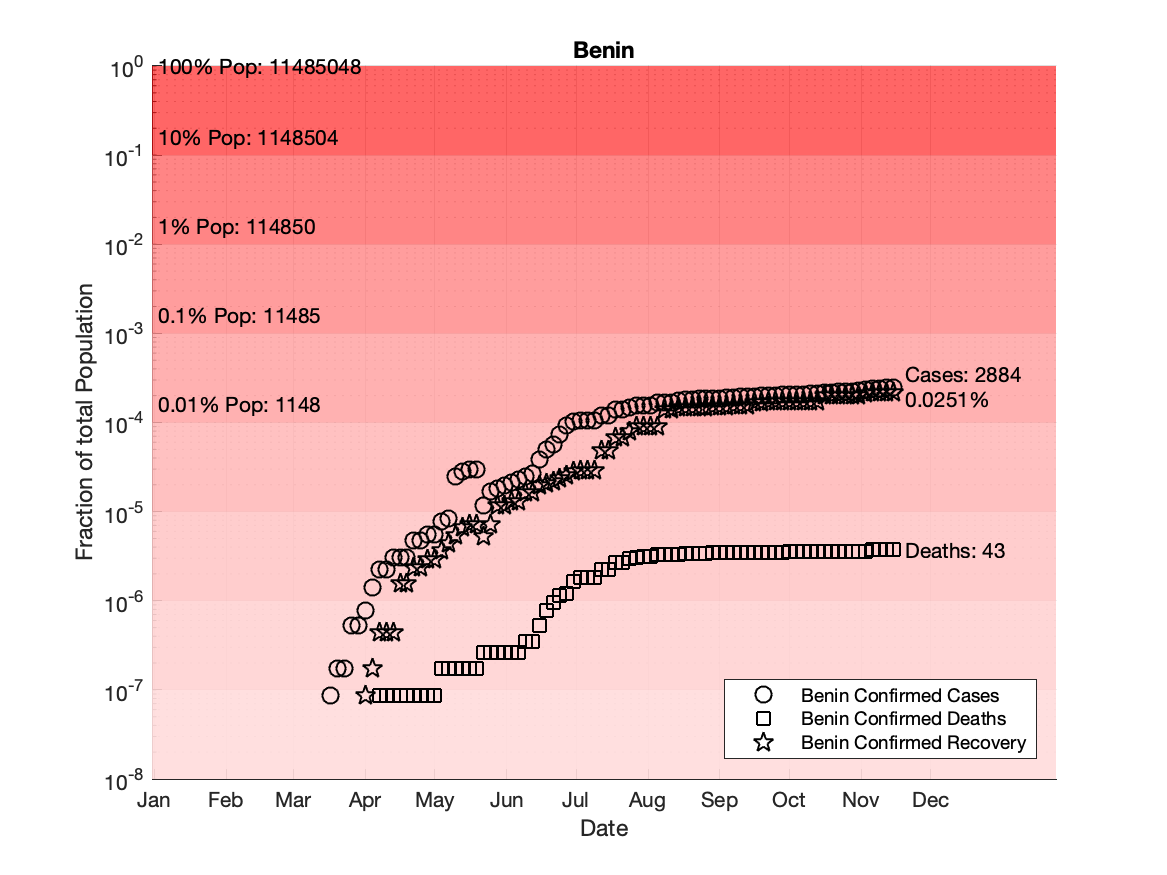 Benin
10^0
100% Pop: 11485048
10% Pop: 1148504
10^-1
1% Pop: 114850
10^-2
0.1% Pop: 11485
10^-3
Cases: 2884
0.01% Pop: 1148
0.0251%
10^-4
10^-5
Deaths: 43
10^-6
10^-7
10^-8
Fraction of total Population
Benin Confirmed Cases
Benin Confirmed Deaths
Benin Confirmed Recovery
Jan Feb Mar Apr May Jun Jul Aug Sep Oct Nov Dec
Date